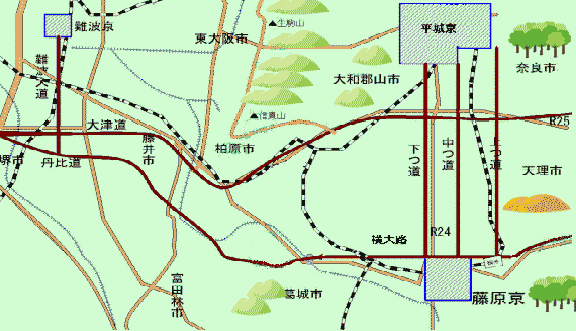 難波京
生駒山
平城京
東大阪市
難波大道
大和郡山市
奈良市
信貴山
大津道
藤井市
柏原市
R25
堺市
丹比道
下つ道
中つ道
上つ道
天理市
横大路
R24
富田林市
葛城市
藤原京